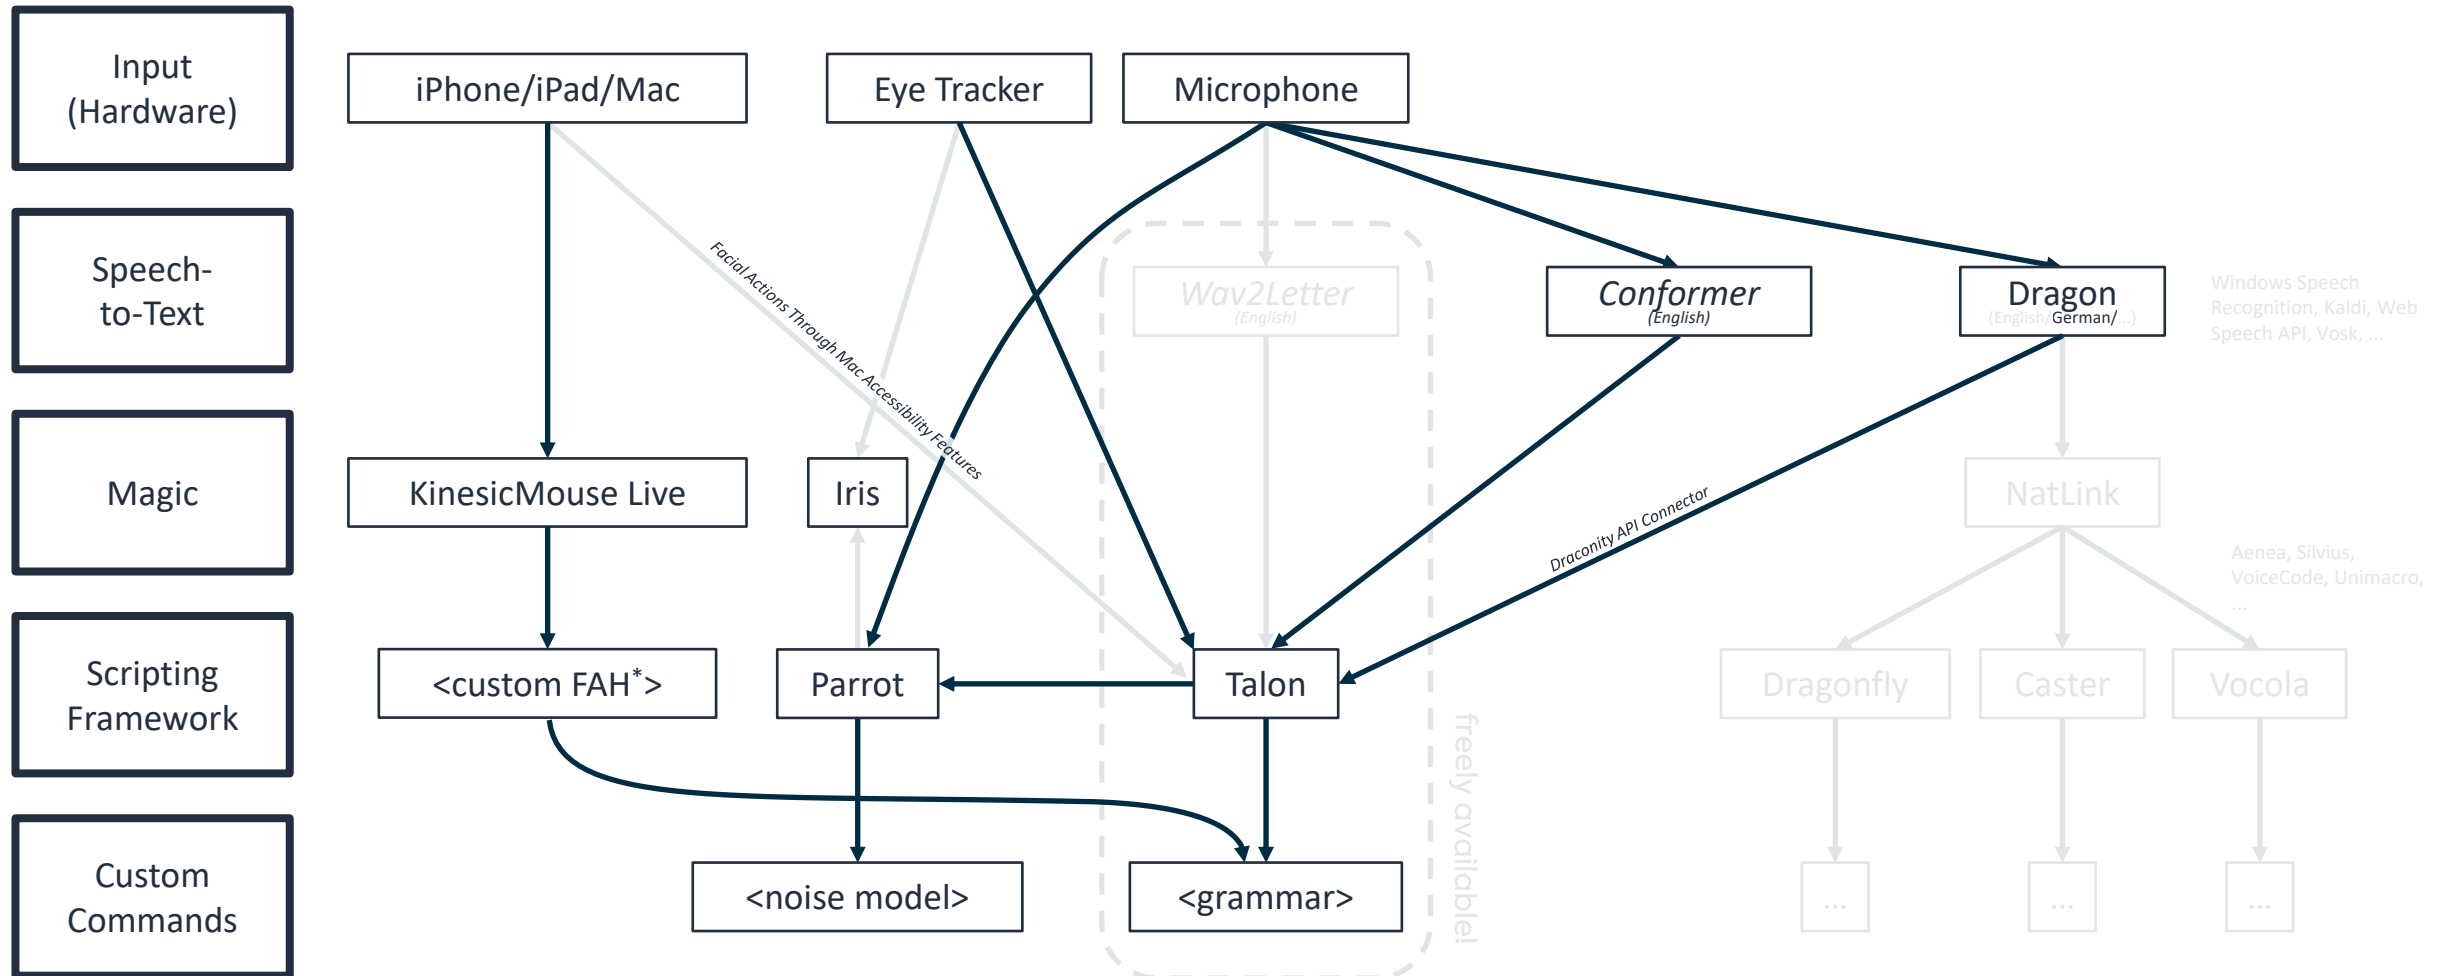 Input
(Hardware)
iPhone/iPad/Mac
Eye Tracker
Microphone
Speech-
to-Text
Facial Actions Through Mac Accessibility Features
Wav2Letter
(English)
Conformer
(English)
Dragon
(English/German/...)
Windows Speech
Recognition, Kaldi, Web
Speech API, Vosk, ...
Magic
KinesicMouse Live
Iris
Draconity API Connector
NatLink
Aenea, Silvius,
VoiceCode, Unimacro,
...
Scripting
Framework
<custom FAH*>
Parrot
Talon
Dragonfly
Caster
Vocola
freely available!
Custom
Commands
<noise model>
<grammar>
...
...
...